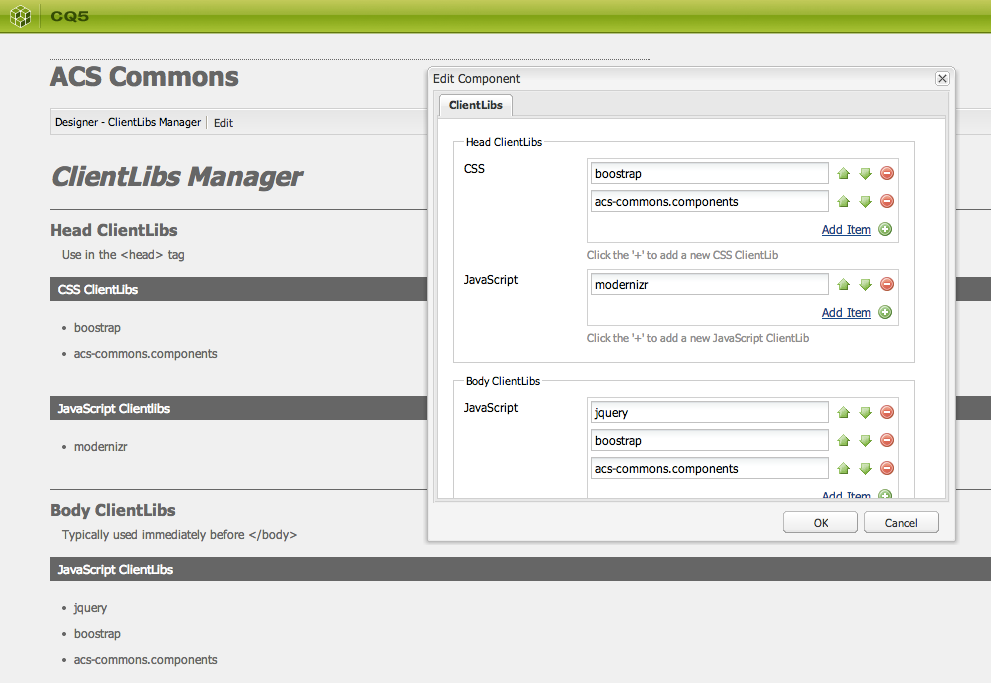 CQ5
ACS Commons
Designer - ClientLibs Manager Edit
ClientLibs Manager
Head ClientLibs
Use in the <head> tag
CSS ClientLibs
• boostrap
• acs-commons.components
JavaScript Clientlibs
• modernizr
Body ClientLibs
Typically used immediately before </body>
JavaScript ClientLibs
• jquery
• boostrap
• acs-commons.components
Edit Component
ClientLibs
Head ClientLibs
CSS
boostrap
acs-commons.components
Add Item
Click the '+' to add a new CSS ClientLib
JavaScript
modernizr
Add Item
Click the '+' to add a new JavaScript ClientLib
Body ClientLibs
JavaScript
jquery
boostrap
acs-commons.components
Add Item
OK Cancel